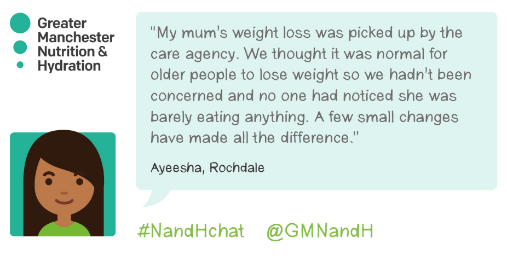 Greater
Manchester
Nutrition &
Hydration
"My mum's weight loss was picked up by the
care agency. We thought it was normal for
older people to lose weight so we hadn't been
concerned and no one had noticed she was
barely eating anything. A few small changes
have made all the difference."
Ayeesha, Rochdale
#NandHchat @GMNandH